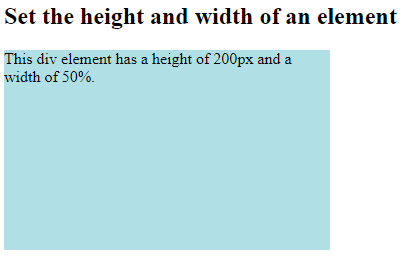 Set the height and width of an element
This div element has a height of 200px and a
width of 50%.